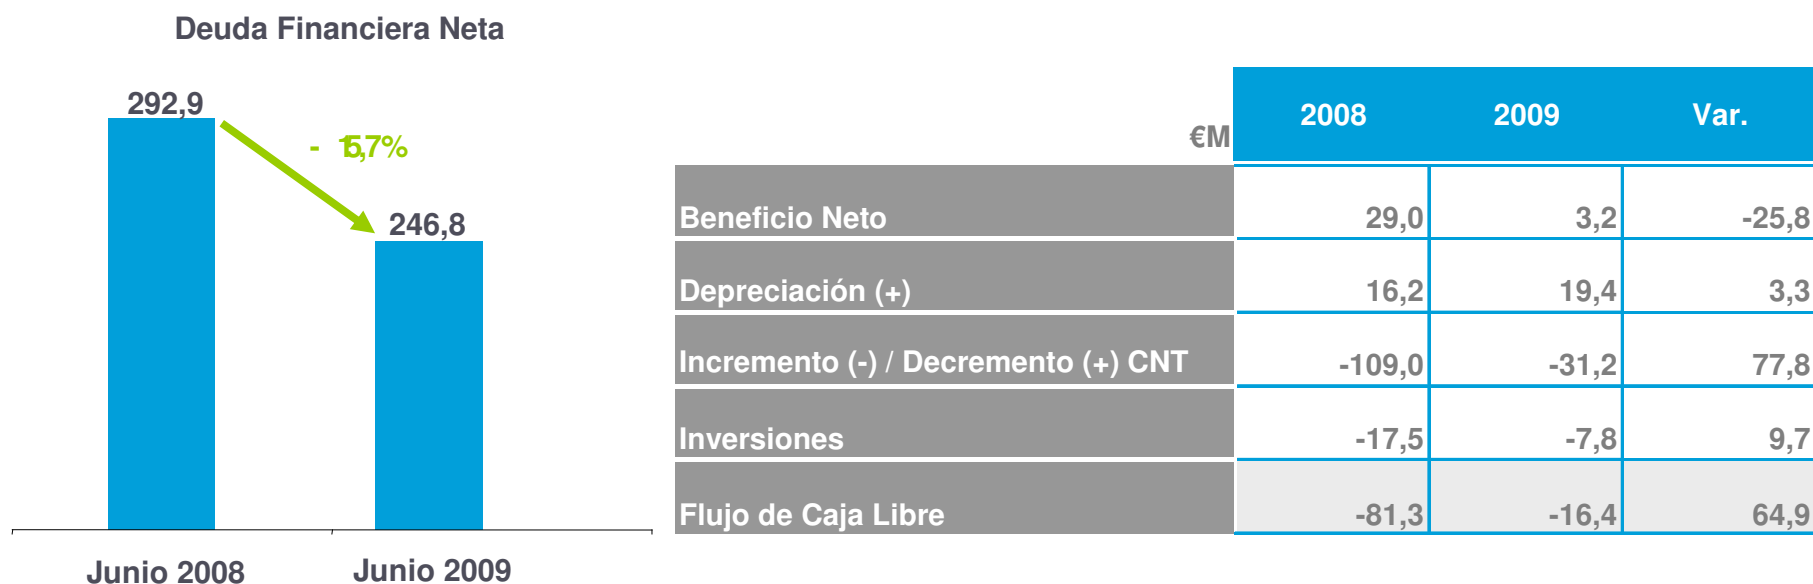 Deuda Financiera Neta
292,9
- 15,7%
246,8
Junio 2008 Junio 2009
€M 2008 2009 Var.
Beneficio Neto 29,0 3,2 -25,8
Depreciación (+) 16,2 19,4 3,3
Incremento (-) / Decremento (+) CNT -109,0 -31,2 77,8
Inversiones -17,5 -7,8 9,7
Flujo de Caja Libre -81,3 -16,4 64,9